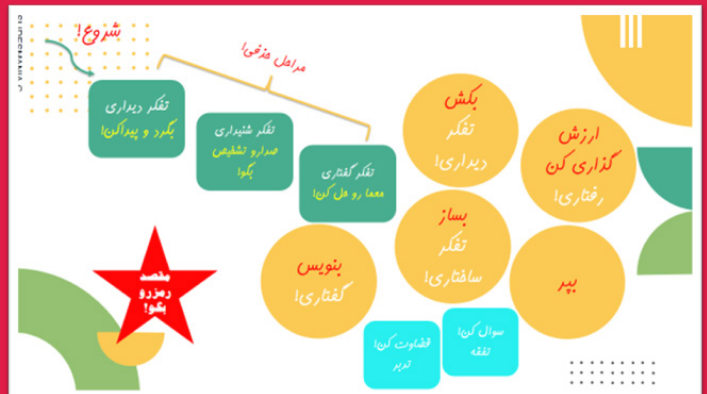 شروع!
مراحل حذفی!
تفکر دیداری
بگرد و پیداکن!
تفکر شنیداری
صدارو تشخیص
بگو!
تفکر گفتاری
معما رو حل کن!
بکش
تفکر
دیداری!
ارزش
گذاری کن
رفتاری!
بساز
تفکر
ساختاری!
بنویس
گفتاری!
بپر
مقصد
رمزرو
بگو!
سوال کن!
تفقه
قضاوت کن!
تدبر